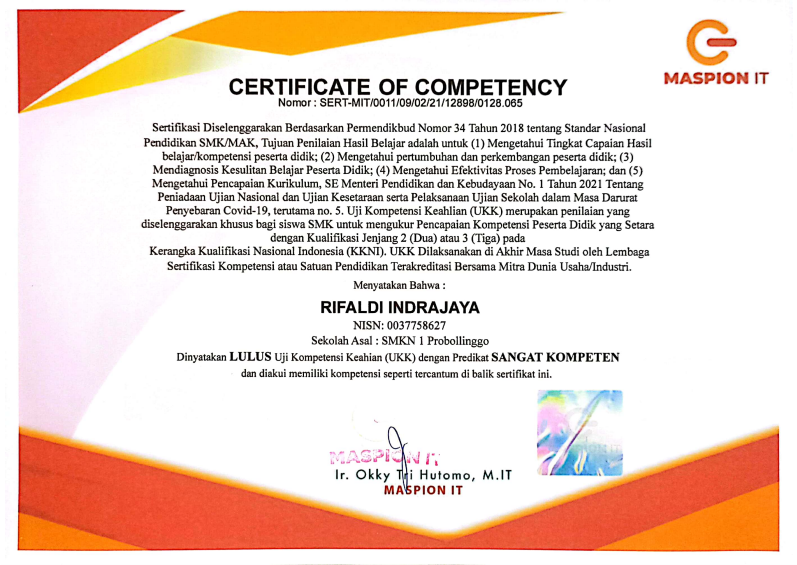 MASPION IT
CERTIFICATE OF COMPETENCY
Nomor : SERT-MIT/0011/09/02/21/12898/0128.065
Sertifikasi Diselenggarakan Berdasarkan Permendikbud Nomor 34 Tahun 2018 tentang Standar Nasional
Pendidikan SMK/MAK, Tujuan Penilaian Hasil Belajar adalah untuk (1) Mengetahui Tingkat Capaian Hasil
belajar/kompetensi peserta didik; (2) Mengetahui pertumbuhan dan perkembangan peserta didik; (3)
Mendiagnosis Kesulitan Belajar Peserta Didik; (4) Mengetahui Efektivitas Proses Pembelajaran; dan (5)
Mengetahui Pencapaian Kurikulum, SE Menteri Pendidikan dan Kebudayaan No. 1 Tahun 2021 Tentang
Peniadaan Ujian Nasional dan Ujian Kesetaraan serta Pelaksanaan Ujian Sekolah dalam Masa Darurat
Penyebaran Covid-19, terutama no. 5. Uji Kompetensi Keahlian (UKK) merupakan penilaian yang
diselenggarakan khusus bagi siswa SMK untuk mengukur Pencapaian Kompetensi Peserta Didik yang Setara
dengan Kualifikasi Jenjang 2 (Dua) atau 3 (Tiga) pada
Kerangka Kualifikasi Nasional Indonesia (KKNI). UKK Dilaksanakan di Akhir Masa Studi oleh Lembaga
Sertifikasi Kompetensi atau Satuan Pendidikan Terakreditasi Bersama Mitra Dunia Usaha/Industri.
Menyatakan Bahwa :
RIFALDI INDRAJAYA
NISN: 0037758627
Sekolah Asal : SMKN 1 Probollinggo
Dinyatakan LULUS Uji Kompetensi Keahian (UKK) dengan Predikat SANGAT KOMPETEN
dan diakui memiliki kompetensi seperti tercantum di balik sertifikat ini.
MASPION IT
Ir. Okky Tri Hutomo, M.IT
MASPION IT